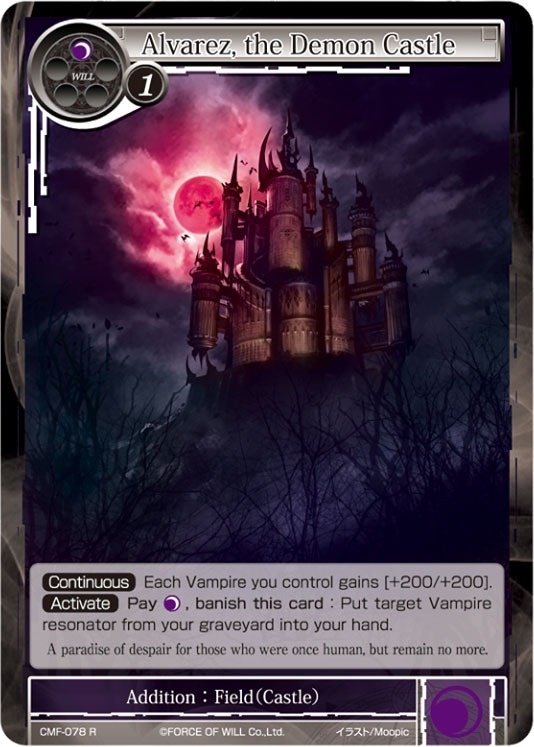 Alvarez, the Demon Castle
WILL
1
Continuous Each Vampire you control gains [+200/+200].
Activate Pay , banish this card : Put target Vampire
resonator from your graveyard into your hand.
A paradise of despair for those who were once human, but remain no more.
Addition : Field(Castle)
CMF-078 R ©FORCE OF WILL Co.,Ltd. イラスト/Moopic